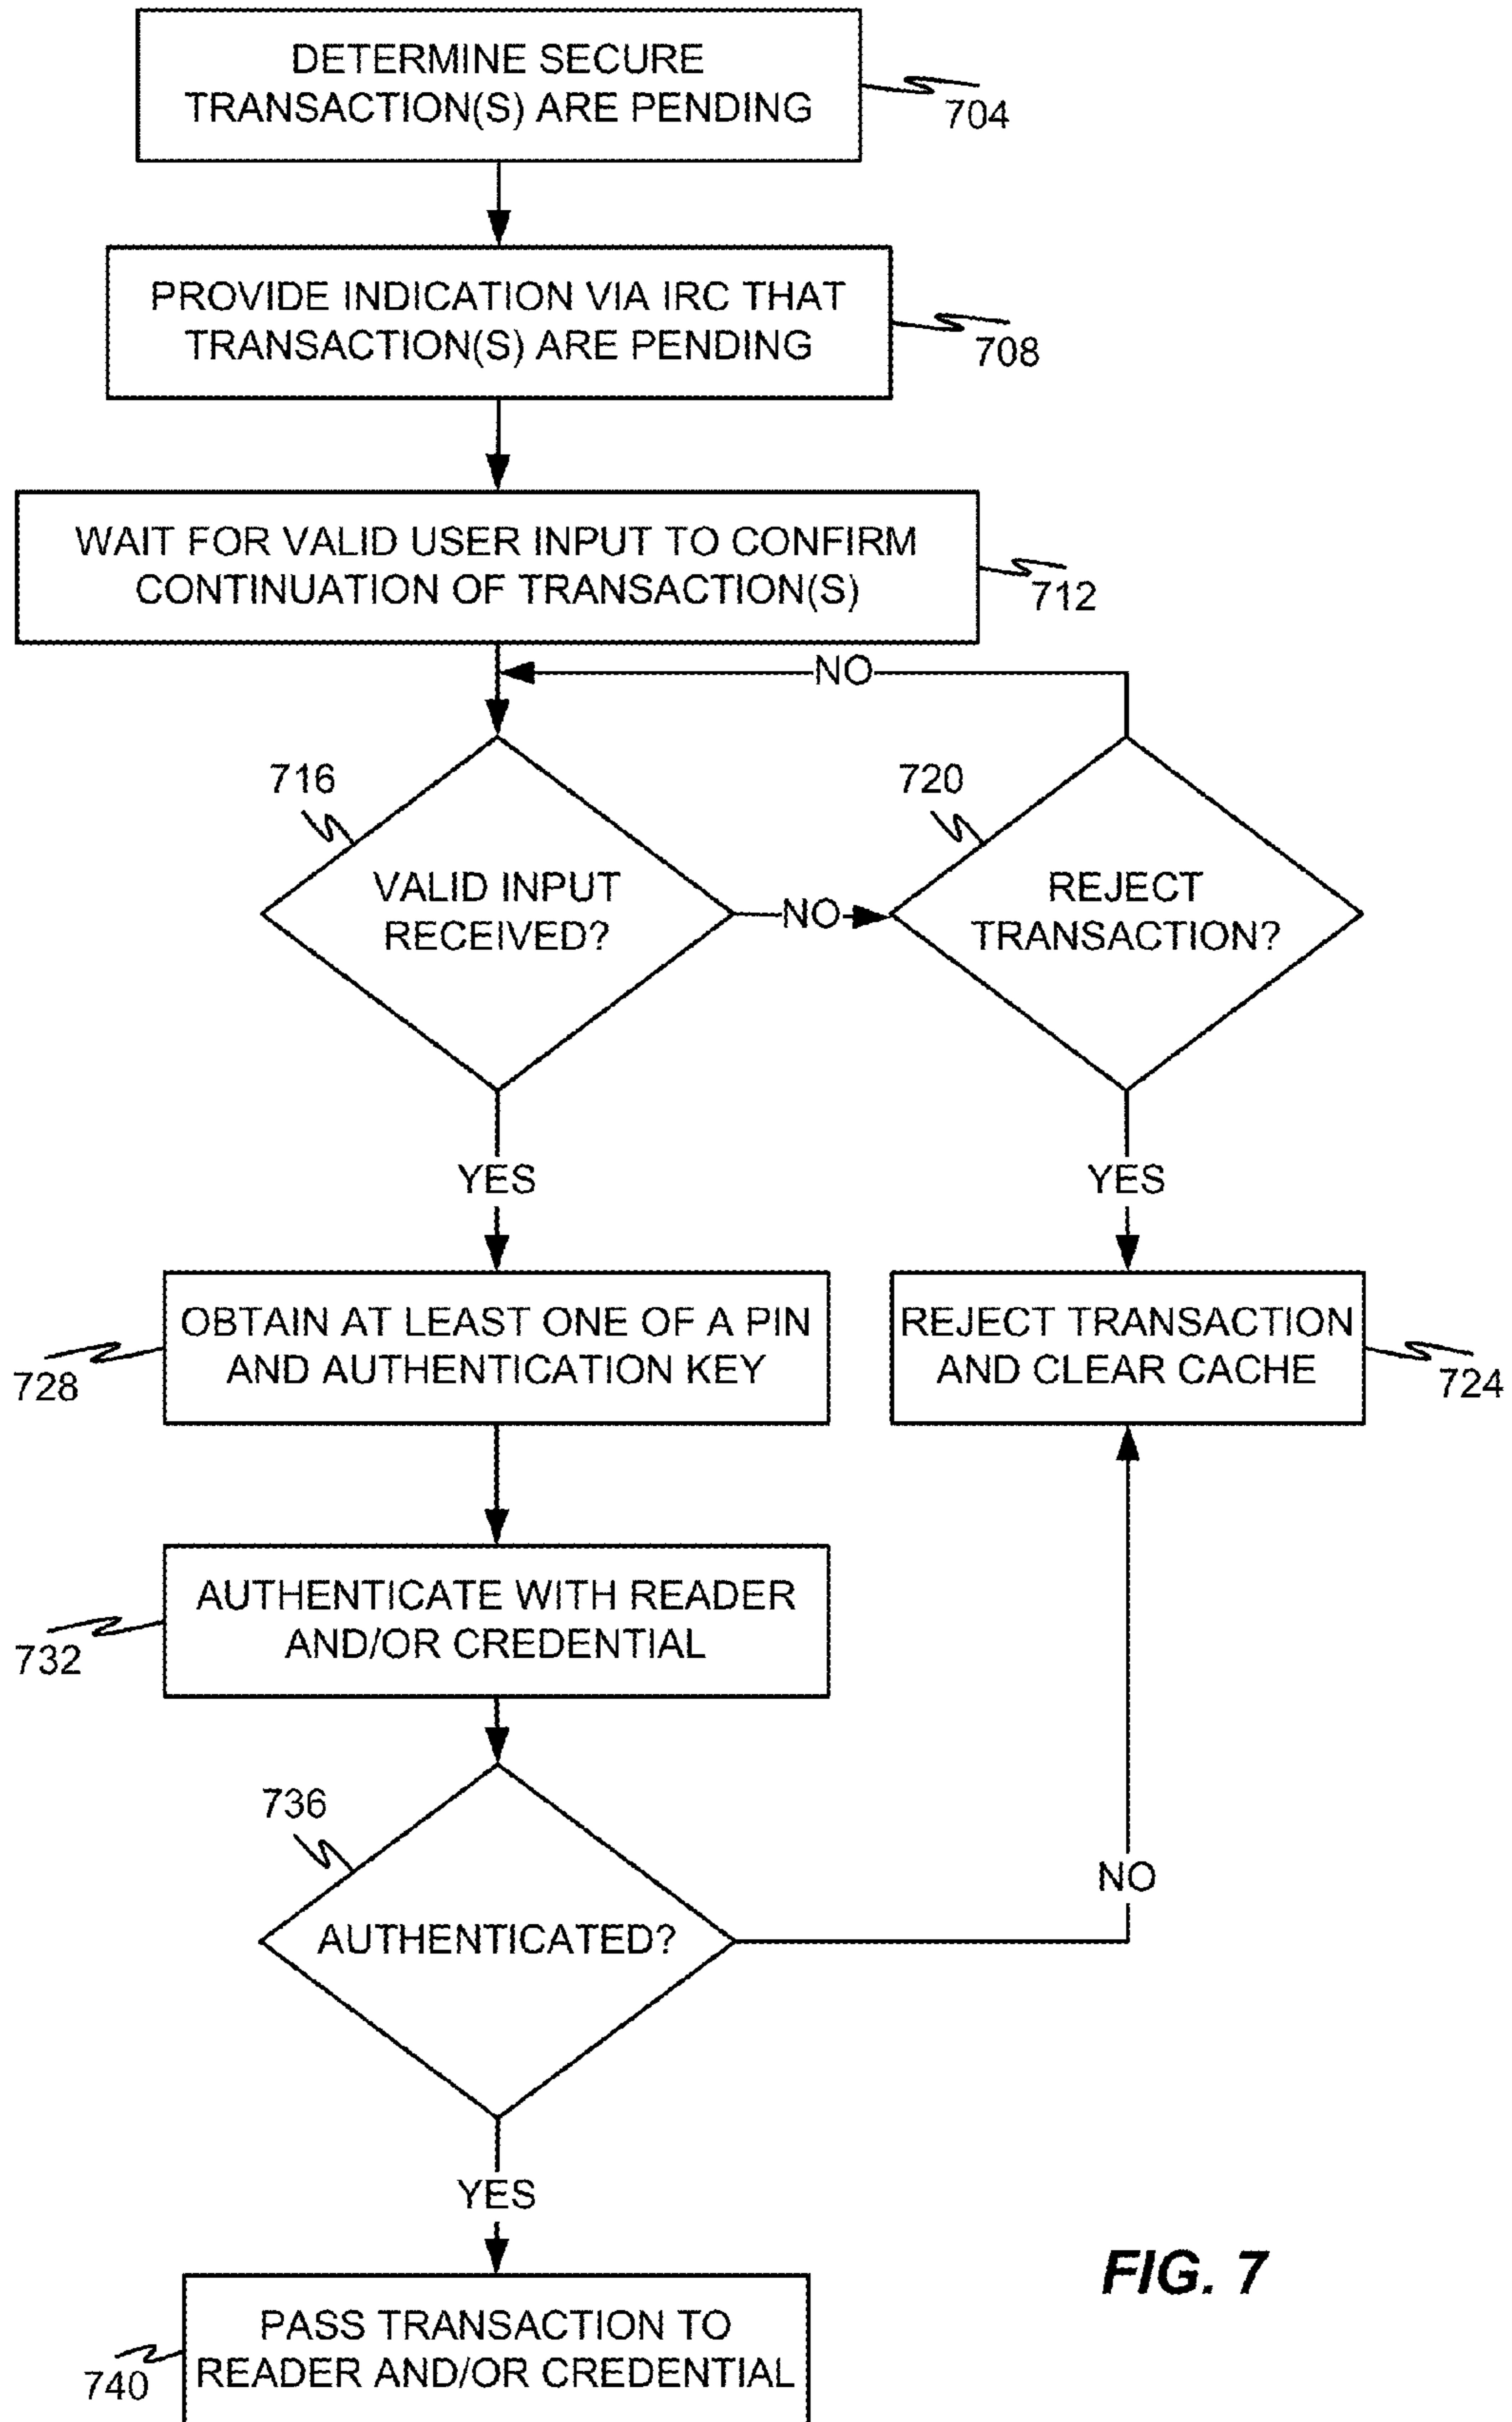 DETERMINE SECURE
TRANSACTION(S) ARE PENDING
704
PROVIDE INDICATION VIA IRC THAT
TRANSACTION(S) ARE PENDING
708
WAIT FOR VALID USER INPUT TO CONFIRM
CONTINUATION OF TRANSACTION(S)
712
NO
716
VALID INPUT
RECEIVED?
NO
720
REJECT
TRANSACTION?
YES
YES
OBTAIN AT LEAST ONE OF A PIN
AND AUTHENTICATION KEY
728
REJECT TRANSACTION
AND CLEAR CACHE
724
AUTHENTICATE WITH READER
AND/OR CREDENTIAL
732
736
AUTHENTICATED?
NO
YES
PASS TRANSACTION TO
READER AND/OR CREDENTIAL
740
FIG. 7